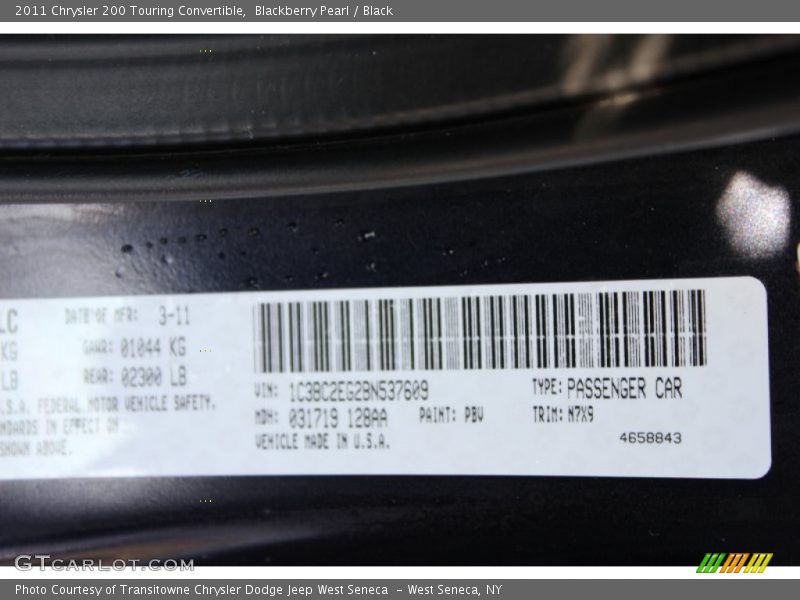 2011 Chrysler 200 Touring Convertible,  Blackberry Pearl / Black
LC DATE OF MFR: 3-11
KG GAWR: 01044 KG
LB REAR: 02300 LB
U.S.A. FEDERAL MOTOR VEHICLE SAFETY.
NDARDS IN EFFECT ON
SHOWN ABOVE.
VIN: 1C3BC2EG2BN537609 TYPE: PASSENGER CAR
MDH: 031719 128AA PAINT: PBV TRIM: N7X9
VEHICLE MADE IN U.S.A.
4658843
GTCARLOT.COM
Photo Courtesy of Transitowne Chrysler Dodge Jeep West Seneca  - West Seneca, NY